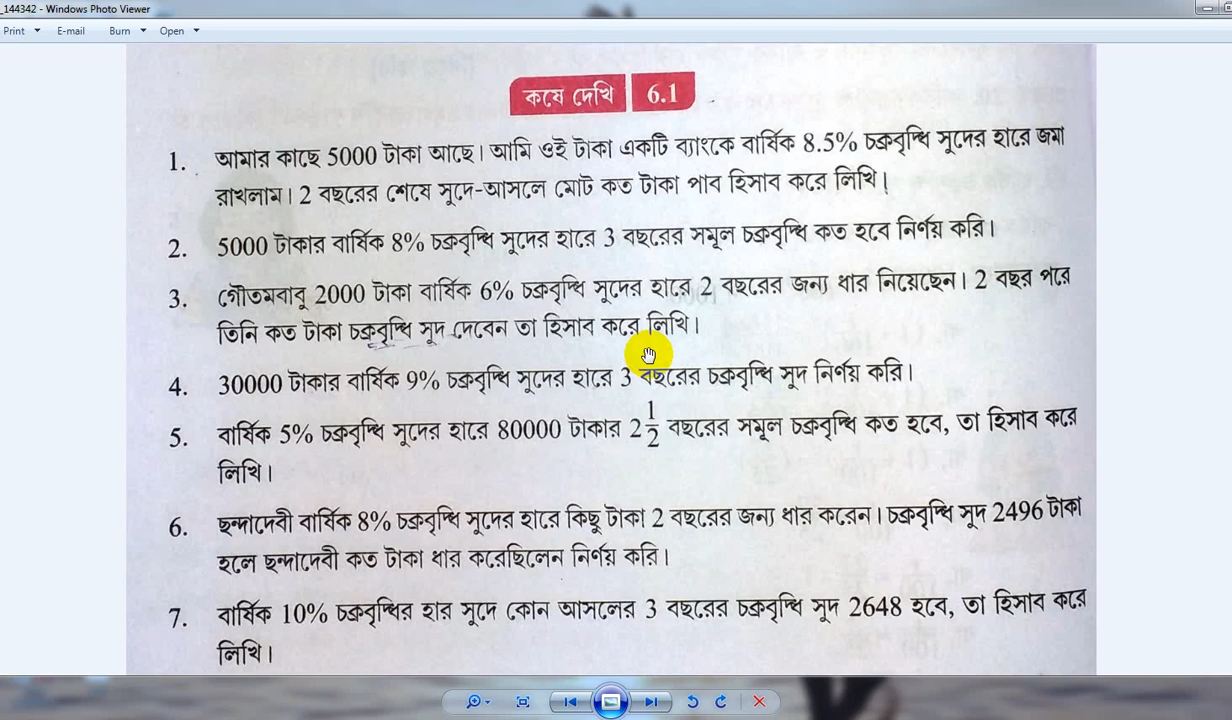 _144342 - Windows Photo Viewer
Print E-mail Burn Open
কষে দেখি 6.1
1. আমার কাছে 5000 টাকা আছে। আমি ওই টাকা একটি ব্যাংকে বার্ষিক 8.5% চক্রবৃদ্ধি সুদের হারে জমা
রাখলাম। 2 বছরের শেষে সুদে-আসলে মোট কত টাকা পাব হিসাব করে লিখি।
2. 5000 টাকার বার্ষিক 8% চক্রবৃদ্ধি সুদের হারে 3 বছরের সমূল চক্রবৃদ্ধি কত হবে নির্ণয় করি।
3. গৌতমবাবু 2000 টাকা বার্ষিক 6% চক্রবৃদ্ধি সুদের হারে 2 বছরের জন্য ধার নিয়েছেন। 2 বছর পরে
তিনি কত টাকা চক্রবৃদ্ধি সুদ দেবেন তা হিসাব করে লিখি।
4. 30000 টাকার বার্ষিক 9% চক্রবৃদ্ধি সুদের হারে 3 বছরের চক্রবৃদ্ধি সুদ নির্ণয় করি।
5. বার্ষিক 5% চক্রবৃদ্ধি সুদের হারে 80000 টাকার 2 1/2 বছরের সমূল চক্রবৃদ্ধি কত হবে, তা হিসাব করে
লিখি।
6. ছন্দাদেবী বার্ষিক 8% চক্রবৃদ্ধি সুদের হারে কিছু টাকা 2 বছরের জন্য ধার করেন। চক্রবৃদ্ধি সুদ 2496 টাকা
হলে ছন্দাদেবী কত টাকা ধার করেছিলেন নির্ণয় করি।
7. বার্ষিক 10% চক্রবৃদ্ধির হার সুদে কোন আসলের 3 বছরের চক্রবৃদ্ধি সুদ 2648 হবে, তা হিসাব করে
লিখি।